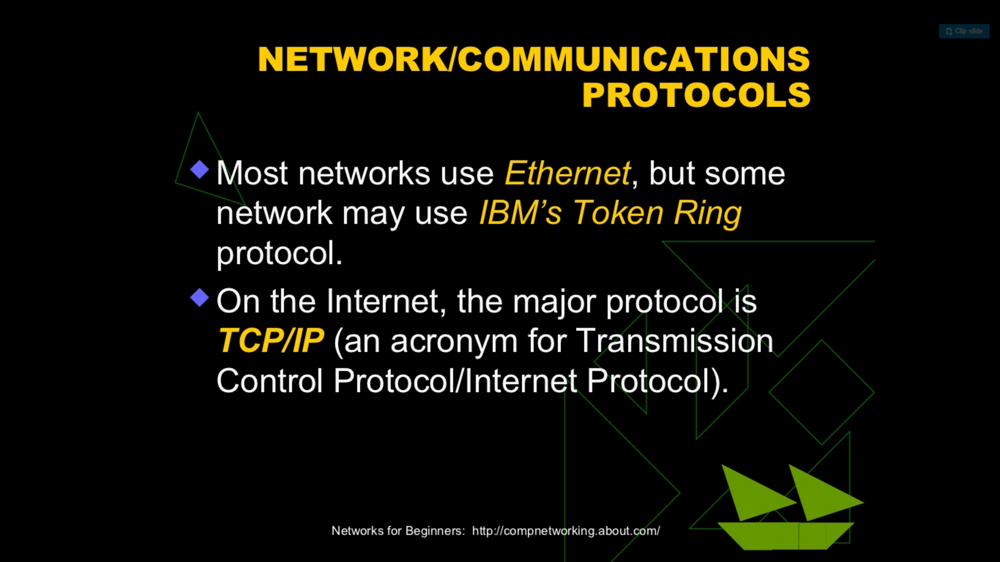 Clip slide
NETWORK/COMMUNICATIONS
PROTOCOLS
Most networks use Ethernet, but some
network may use IBM’s Token Ring
protocol.
On the Internet, the major protocol is
TCP/IP (an acronym for Transmission
Control Protocol/Internet Protocol).
Networks for Beginners: http://compnetworking.about.com/